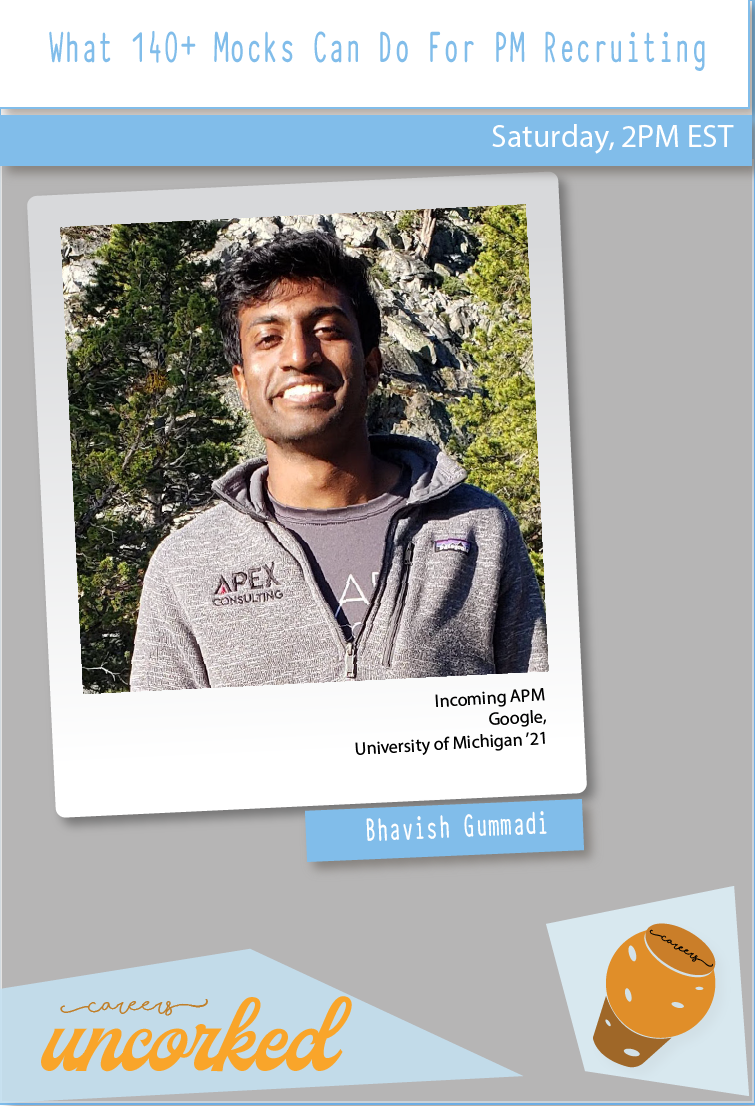 What 140+ Mocks Can Do For PM Recruiting
Saturday, 2PM EST
APEX
CONSULTING
Incoming APM
Google,
University of Michigan ’21
Bhavish Gummadi
careers
careers
uncorked